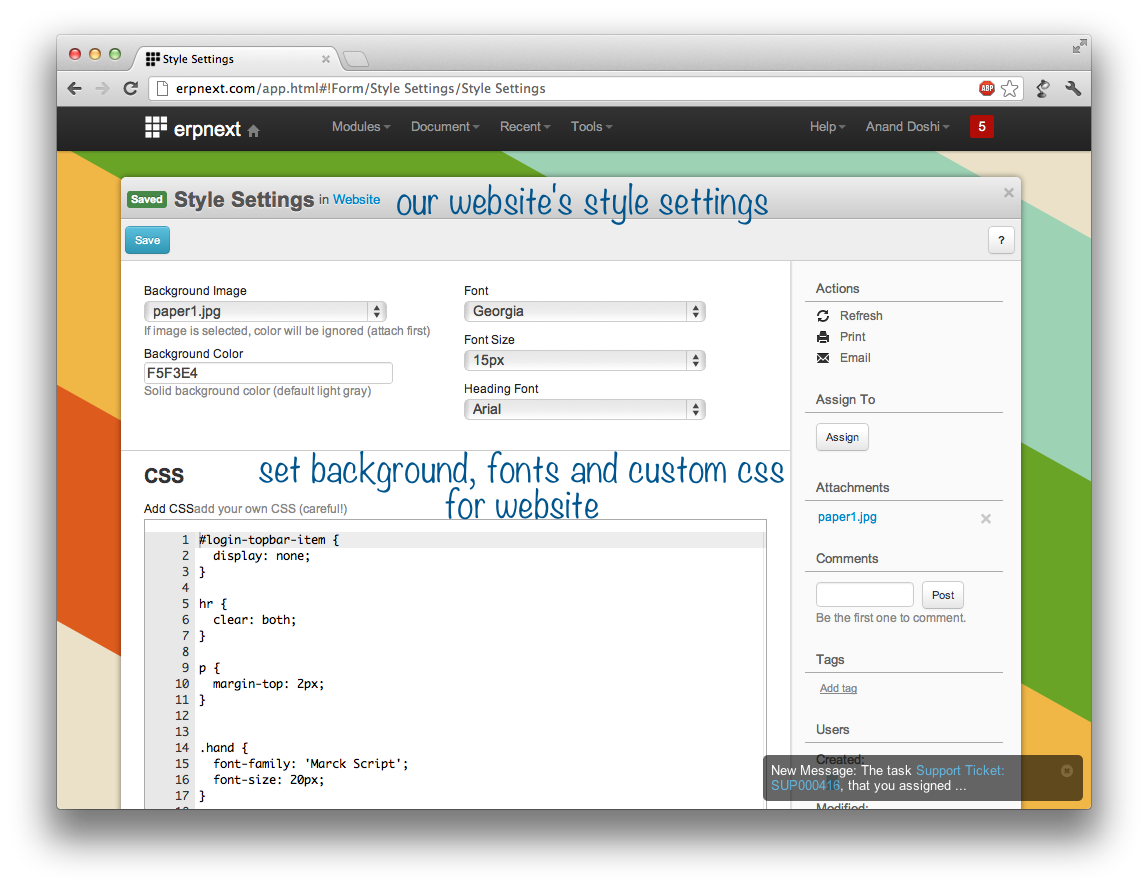 Style Settings
erpnext.com/app.html#!Form/Style Settings/Style Settings
ABP
erpnext Modules Document Recent Tools Help Anand Doshi 5
Saved Style Settings in Website our website's style settings
Save
?
Background Image
paper1.jpg
If image is selected, color will be ignored (attach first)
Background Color
F5F3E4
Solid background color (default light gray)
Font
Georgia
Font Size
15px
Heading Font
Arial
CSS
set background, fonts and custom css
for website
Add CSSadd your own CSS (careful!)
1 #login-topbar-item {
2 display: none;
3 }
4
5 hr {
6 clear: both;
7 }
8
9 p {
10 margin-top: 2px;
11 }
12
13
14 .hand {
15 font-family: 'Marck Script';
16 font-size: 20px;
17 }
Actions
Refresh
Print
Email
Assign To
Assign
Attachments
paper1.jpg
Comments
Post
Be the first one to comment.
Tags
Add tag
Users
Created:
New Message: The task Support Ticket:
SUP000416, that you assigned ...
Modified: